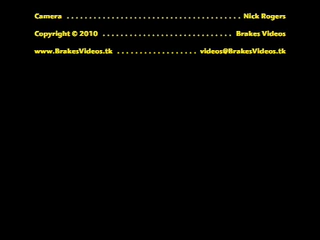 Camera ....................................... Nick Rogers
Copyright © 2010 ............................. Brakes Videos
www.BrakesVideos.tk .................. videos@BrakesVideos.tk